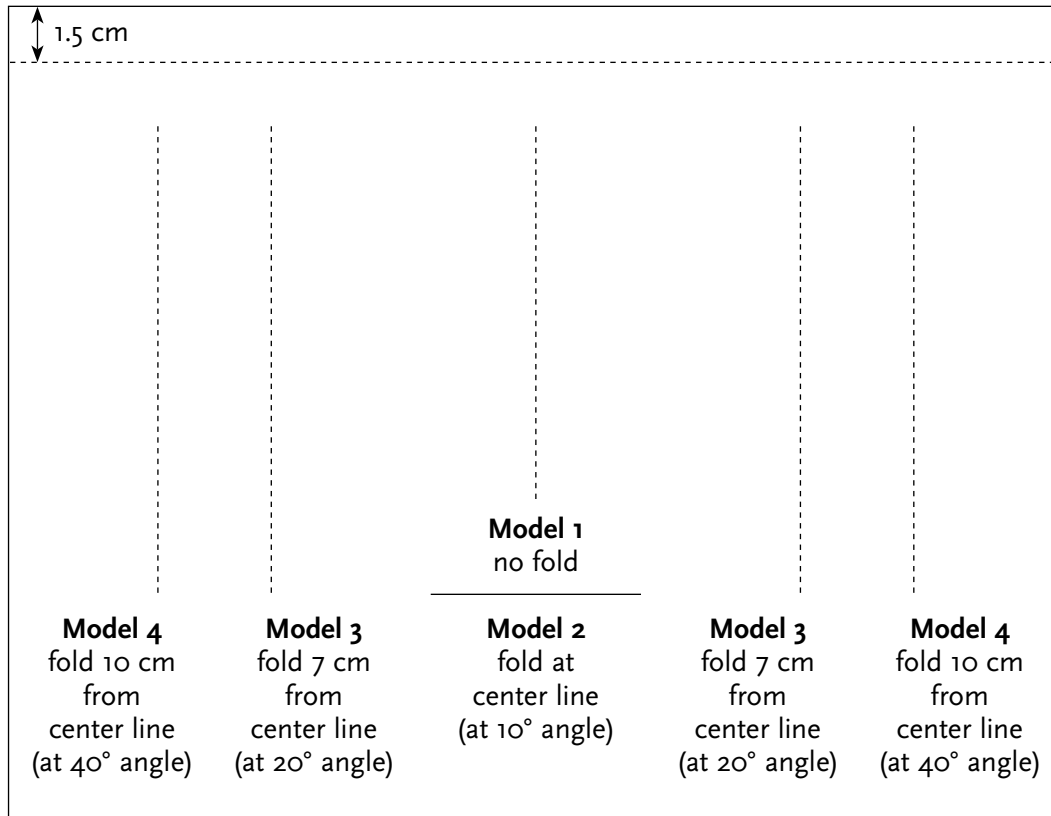 1.5 cm
Model 1
no fold
Model 4
fold 10 cm
from
center line
(at 40° angle)
Model 3
fold 7 cm
from
center line
(at 20° angle)
Model 2
fold at
center line
(at 10° angle)
Model 3
fold 7 cm
from
center line
(at 20° angle)
Model 4
fold 10 cm
from
center line
(at 40° angle)